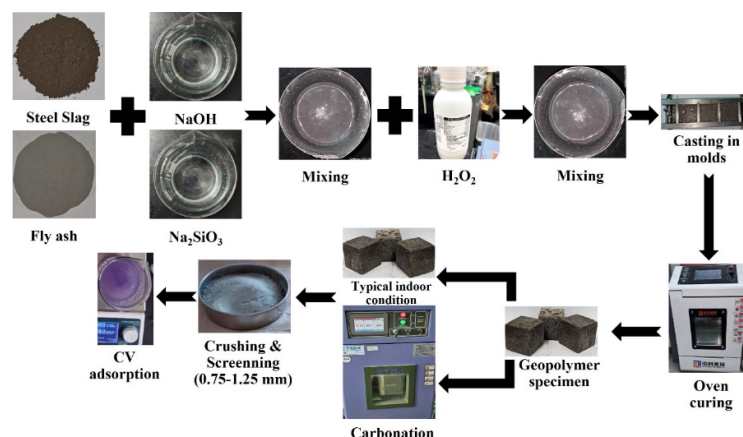 Steel Slag
NaOH
Mixing
H₂O₂
Mixing
Casting in
molds
Fly ash
Na₂SiO₃
Typical indoor
condition
CV
adsorption
Crushing &
Screenning
(0.75-1.25 mm)
Carbonation
Geopolymer
specimen
Oven
curing